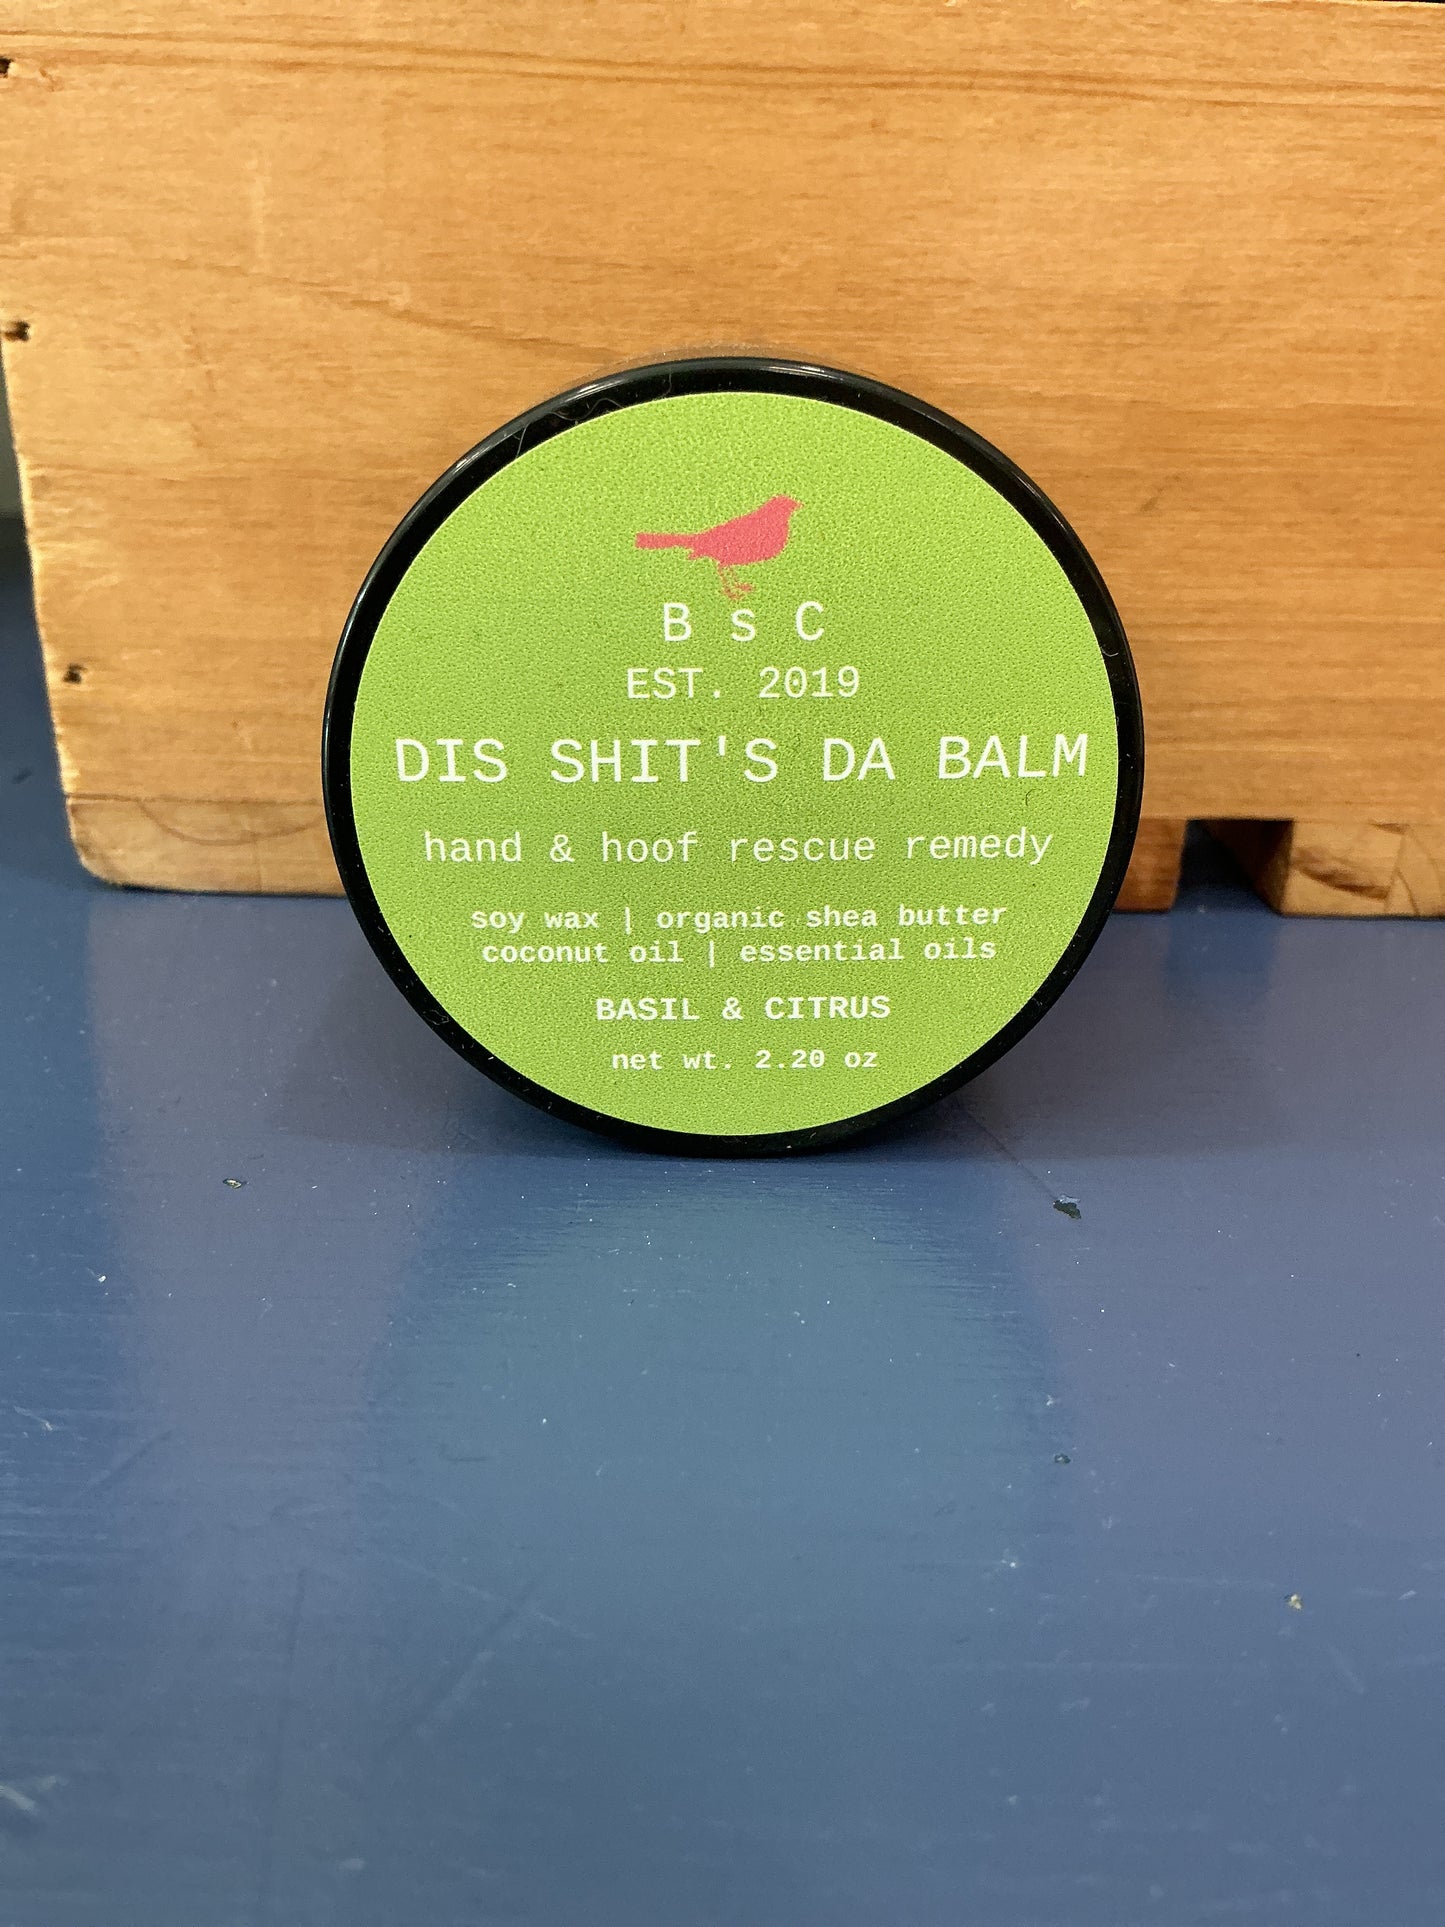 B s C
EST. 2019
DIS SHIT'S DA BALM
hand & hoof rescue remedy
soy wax | organic shea butter
coconut oil | essential oils
BASIL & CITRUS
net wt. 2.20 oz